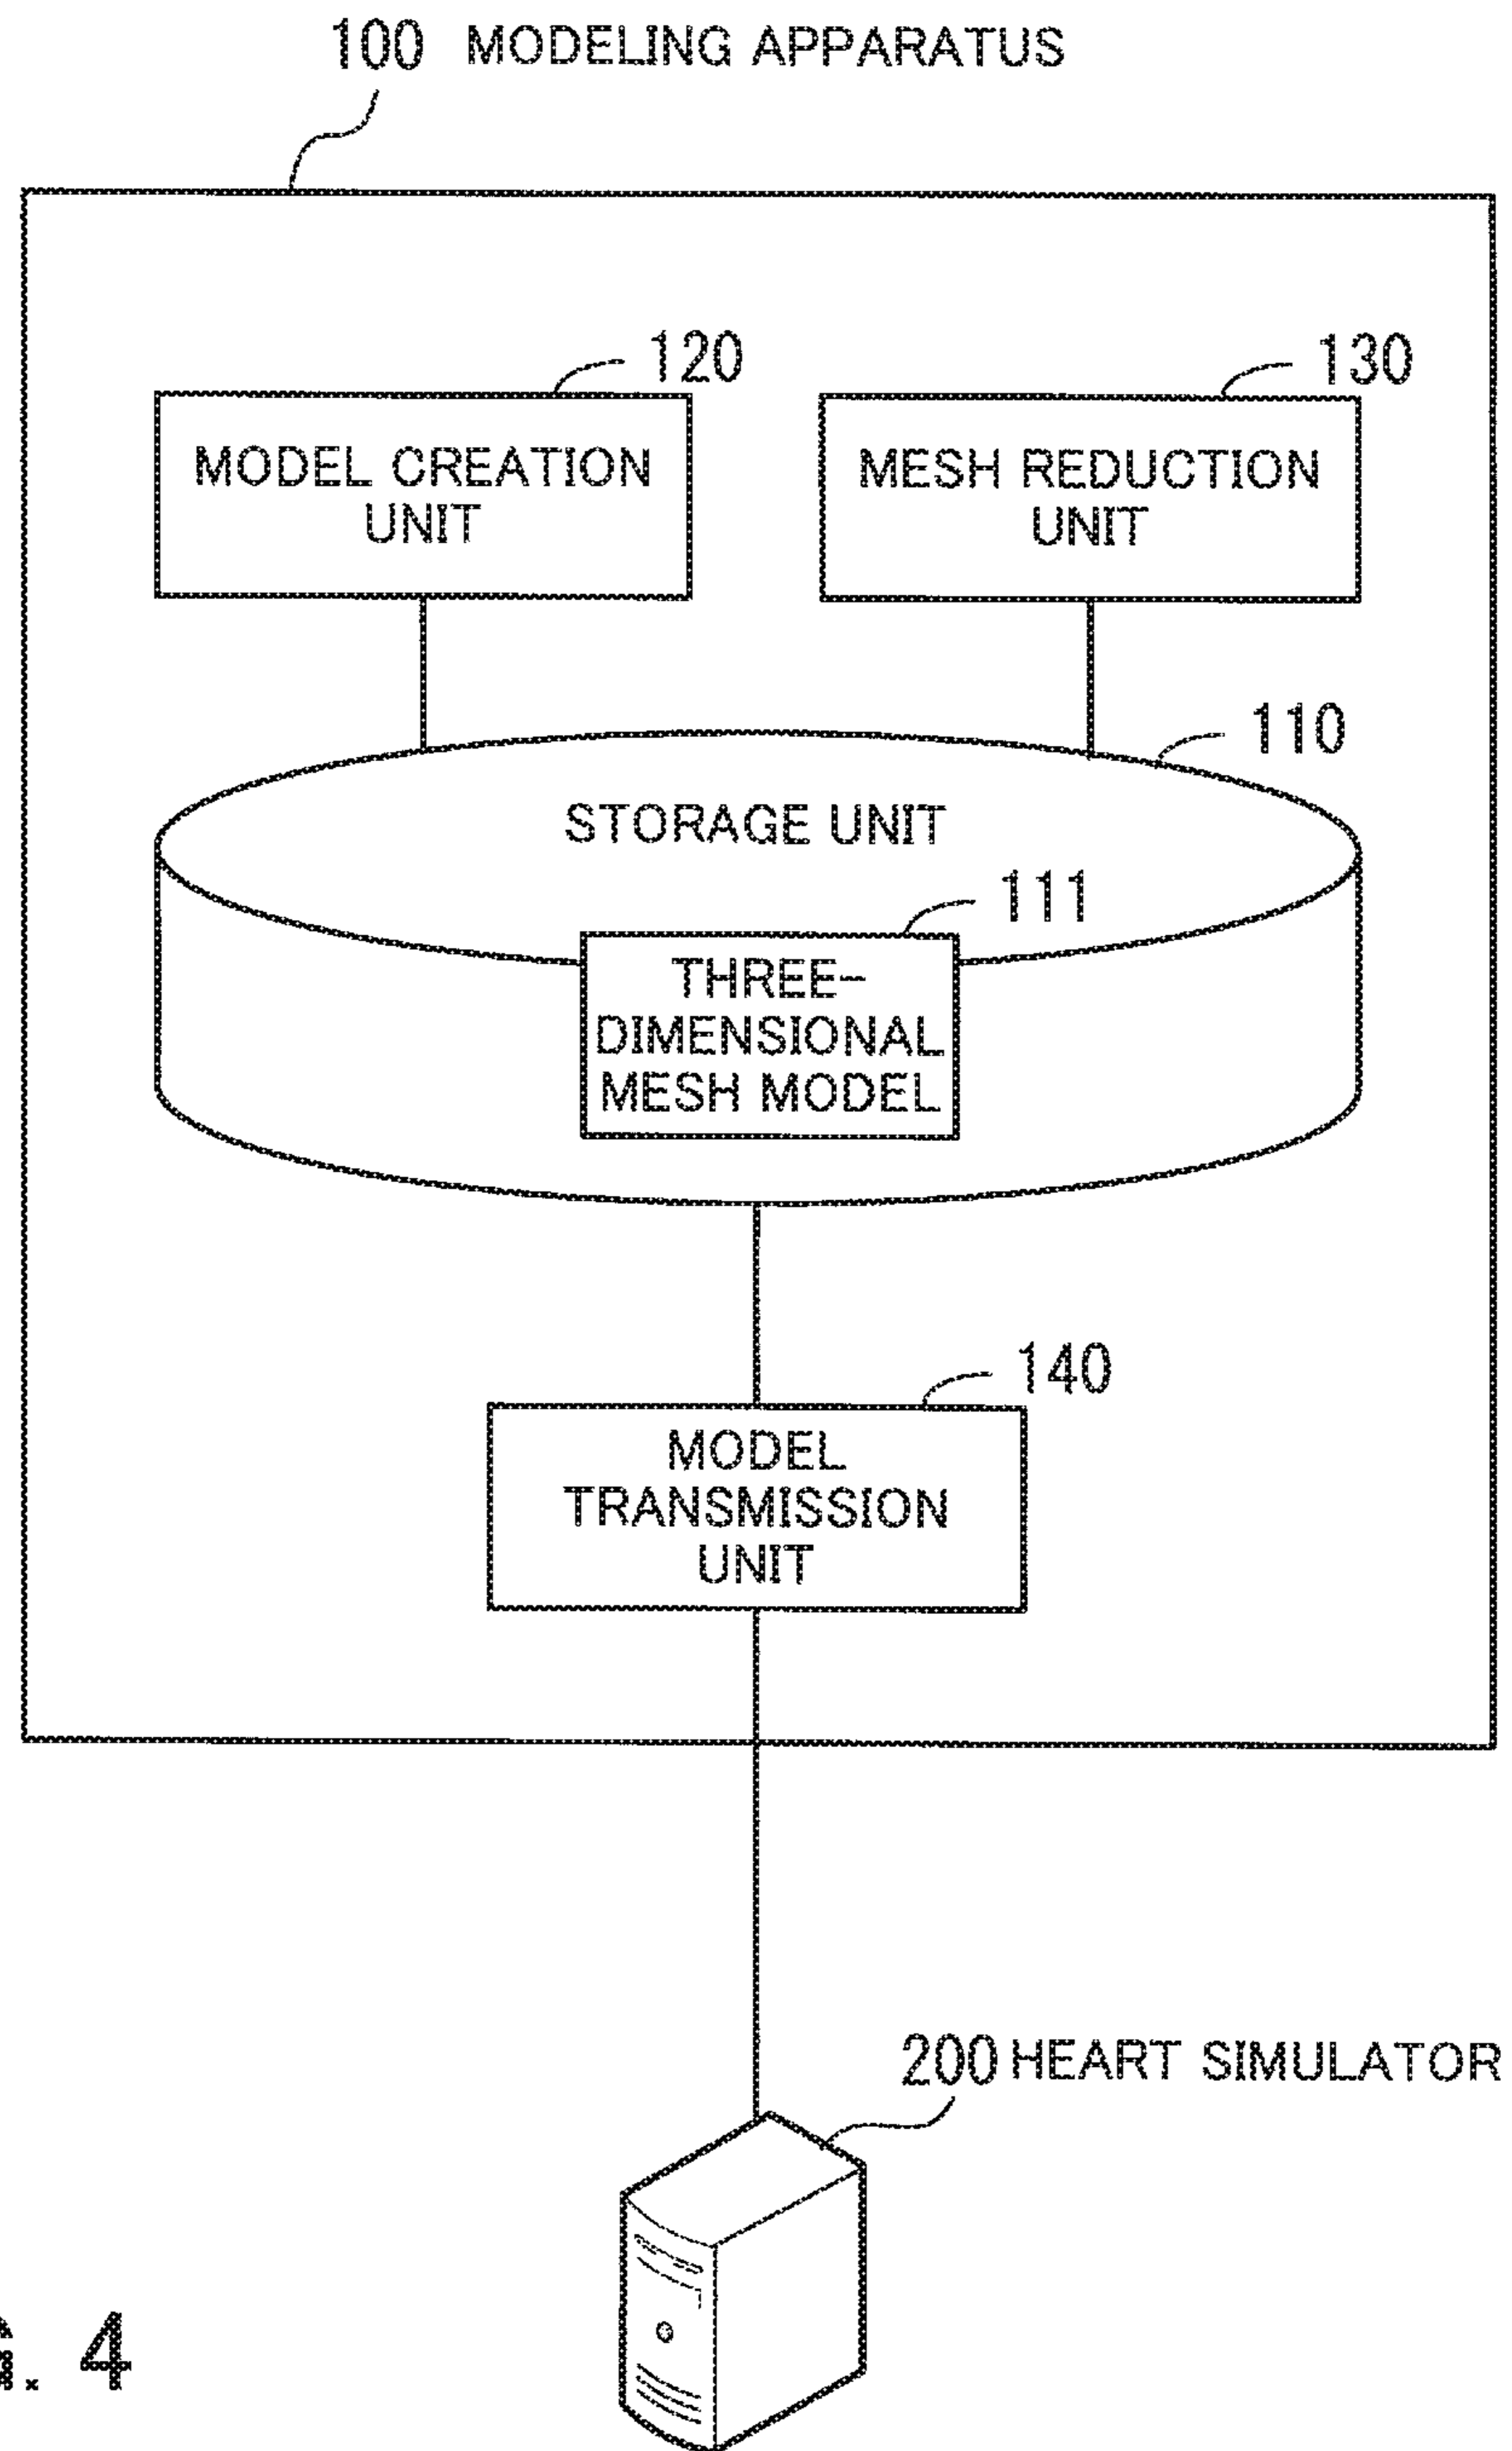 100 MODELING APPARATUS
120
130
MODEL CREATION
UNIT
MESH REDUCTION
UNIT
110
STORAGE UNIT
111
THREE-
DIMENSIONAL
MESH MODEL
140
MODEL
TRANSMISSION
UNIT
200 HEART SIMULATOR
G. 4